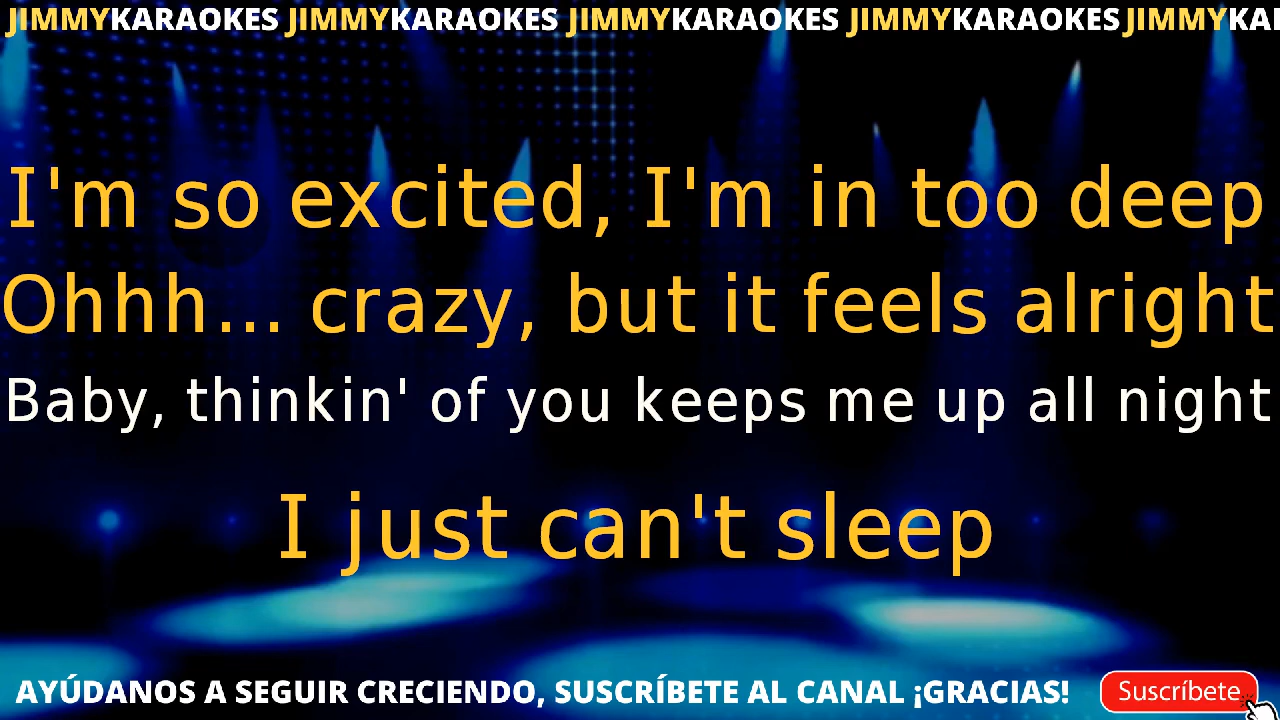 JIMMYKARAOKES JIMMYKARAOKES JIMMYKARAOKES JIMMYKARAOKES JIMMYKA
I'm so excited, I'm in too deep
Ohhh... crazy, but it feels alright
Baby, thinkin' of you keeps me up all night
I just can't sleep
AYÚDANOS A SEGUIR CRECIENDO, SUSCRÍBETE AL CANAL ¡GRACIAS! Suscríbete